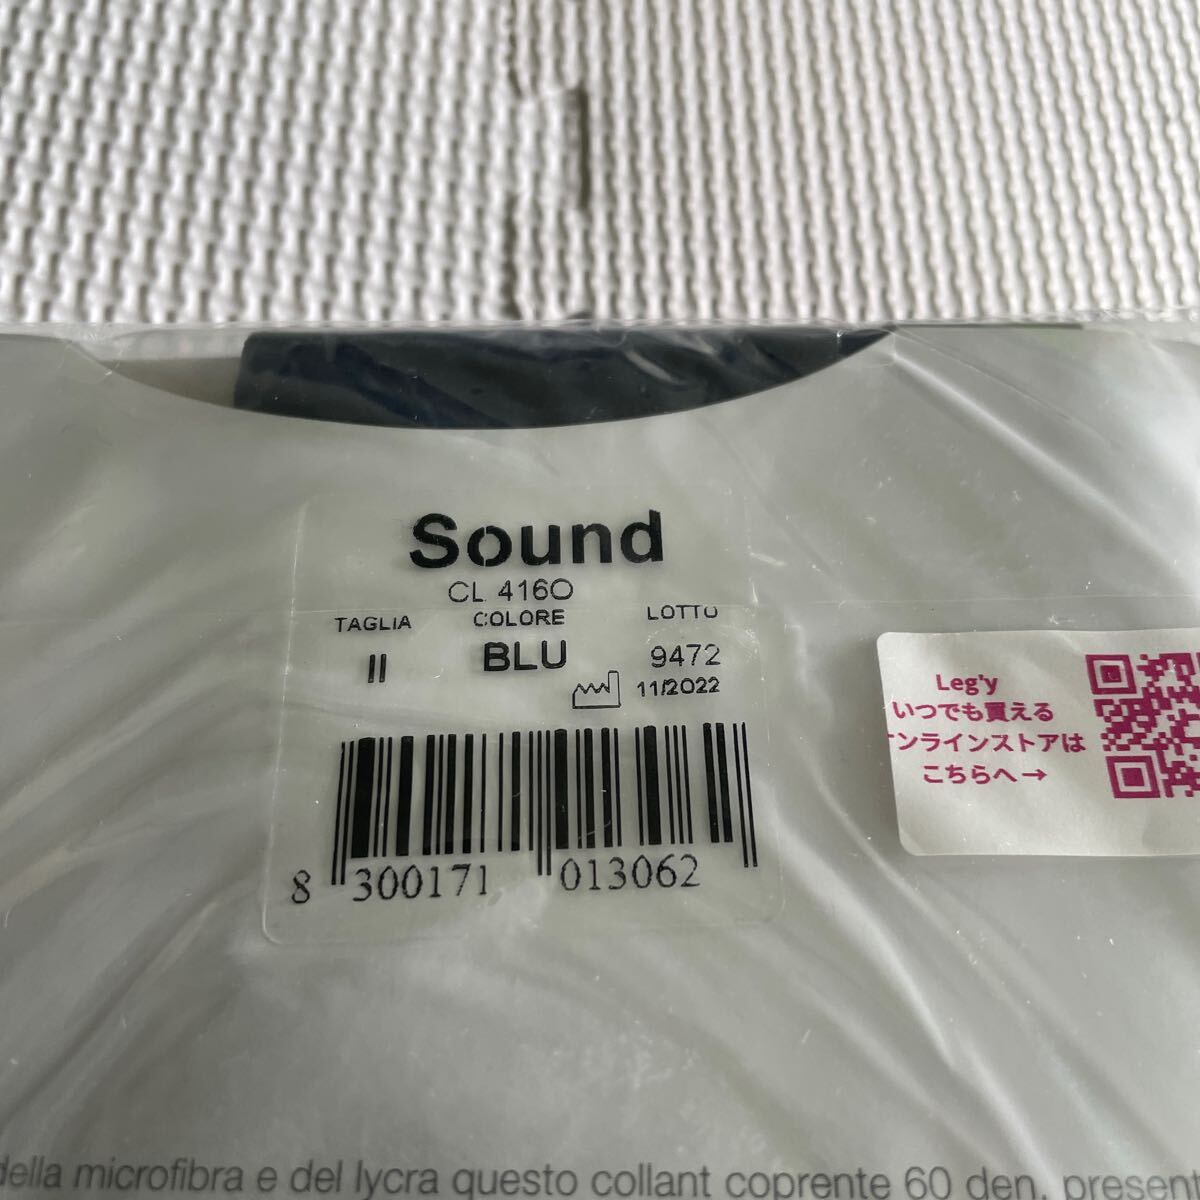 Sound
CL 4160
TAGLIA COLORE LOTTO
II BLU 9472
11/2022
8 300171 013062
Leg'y
いつでも買える
ンラインストアは
こちらへ→
della microfibra e del lycra questo collant coprente 60 den. present